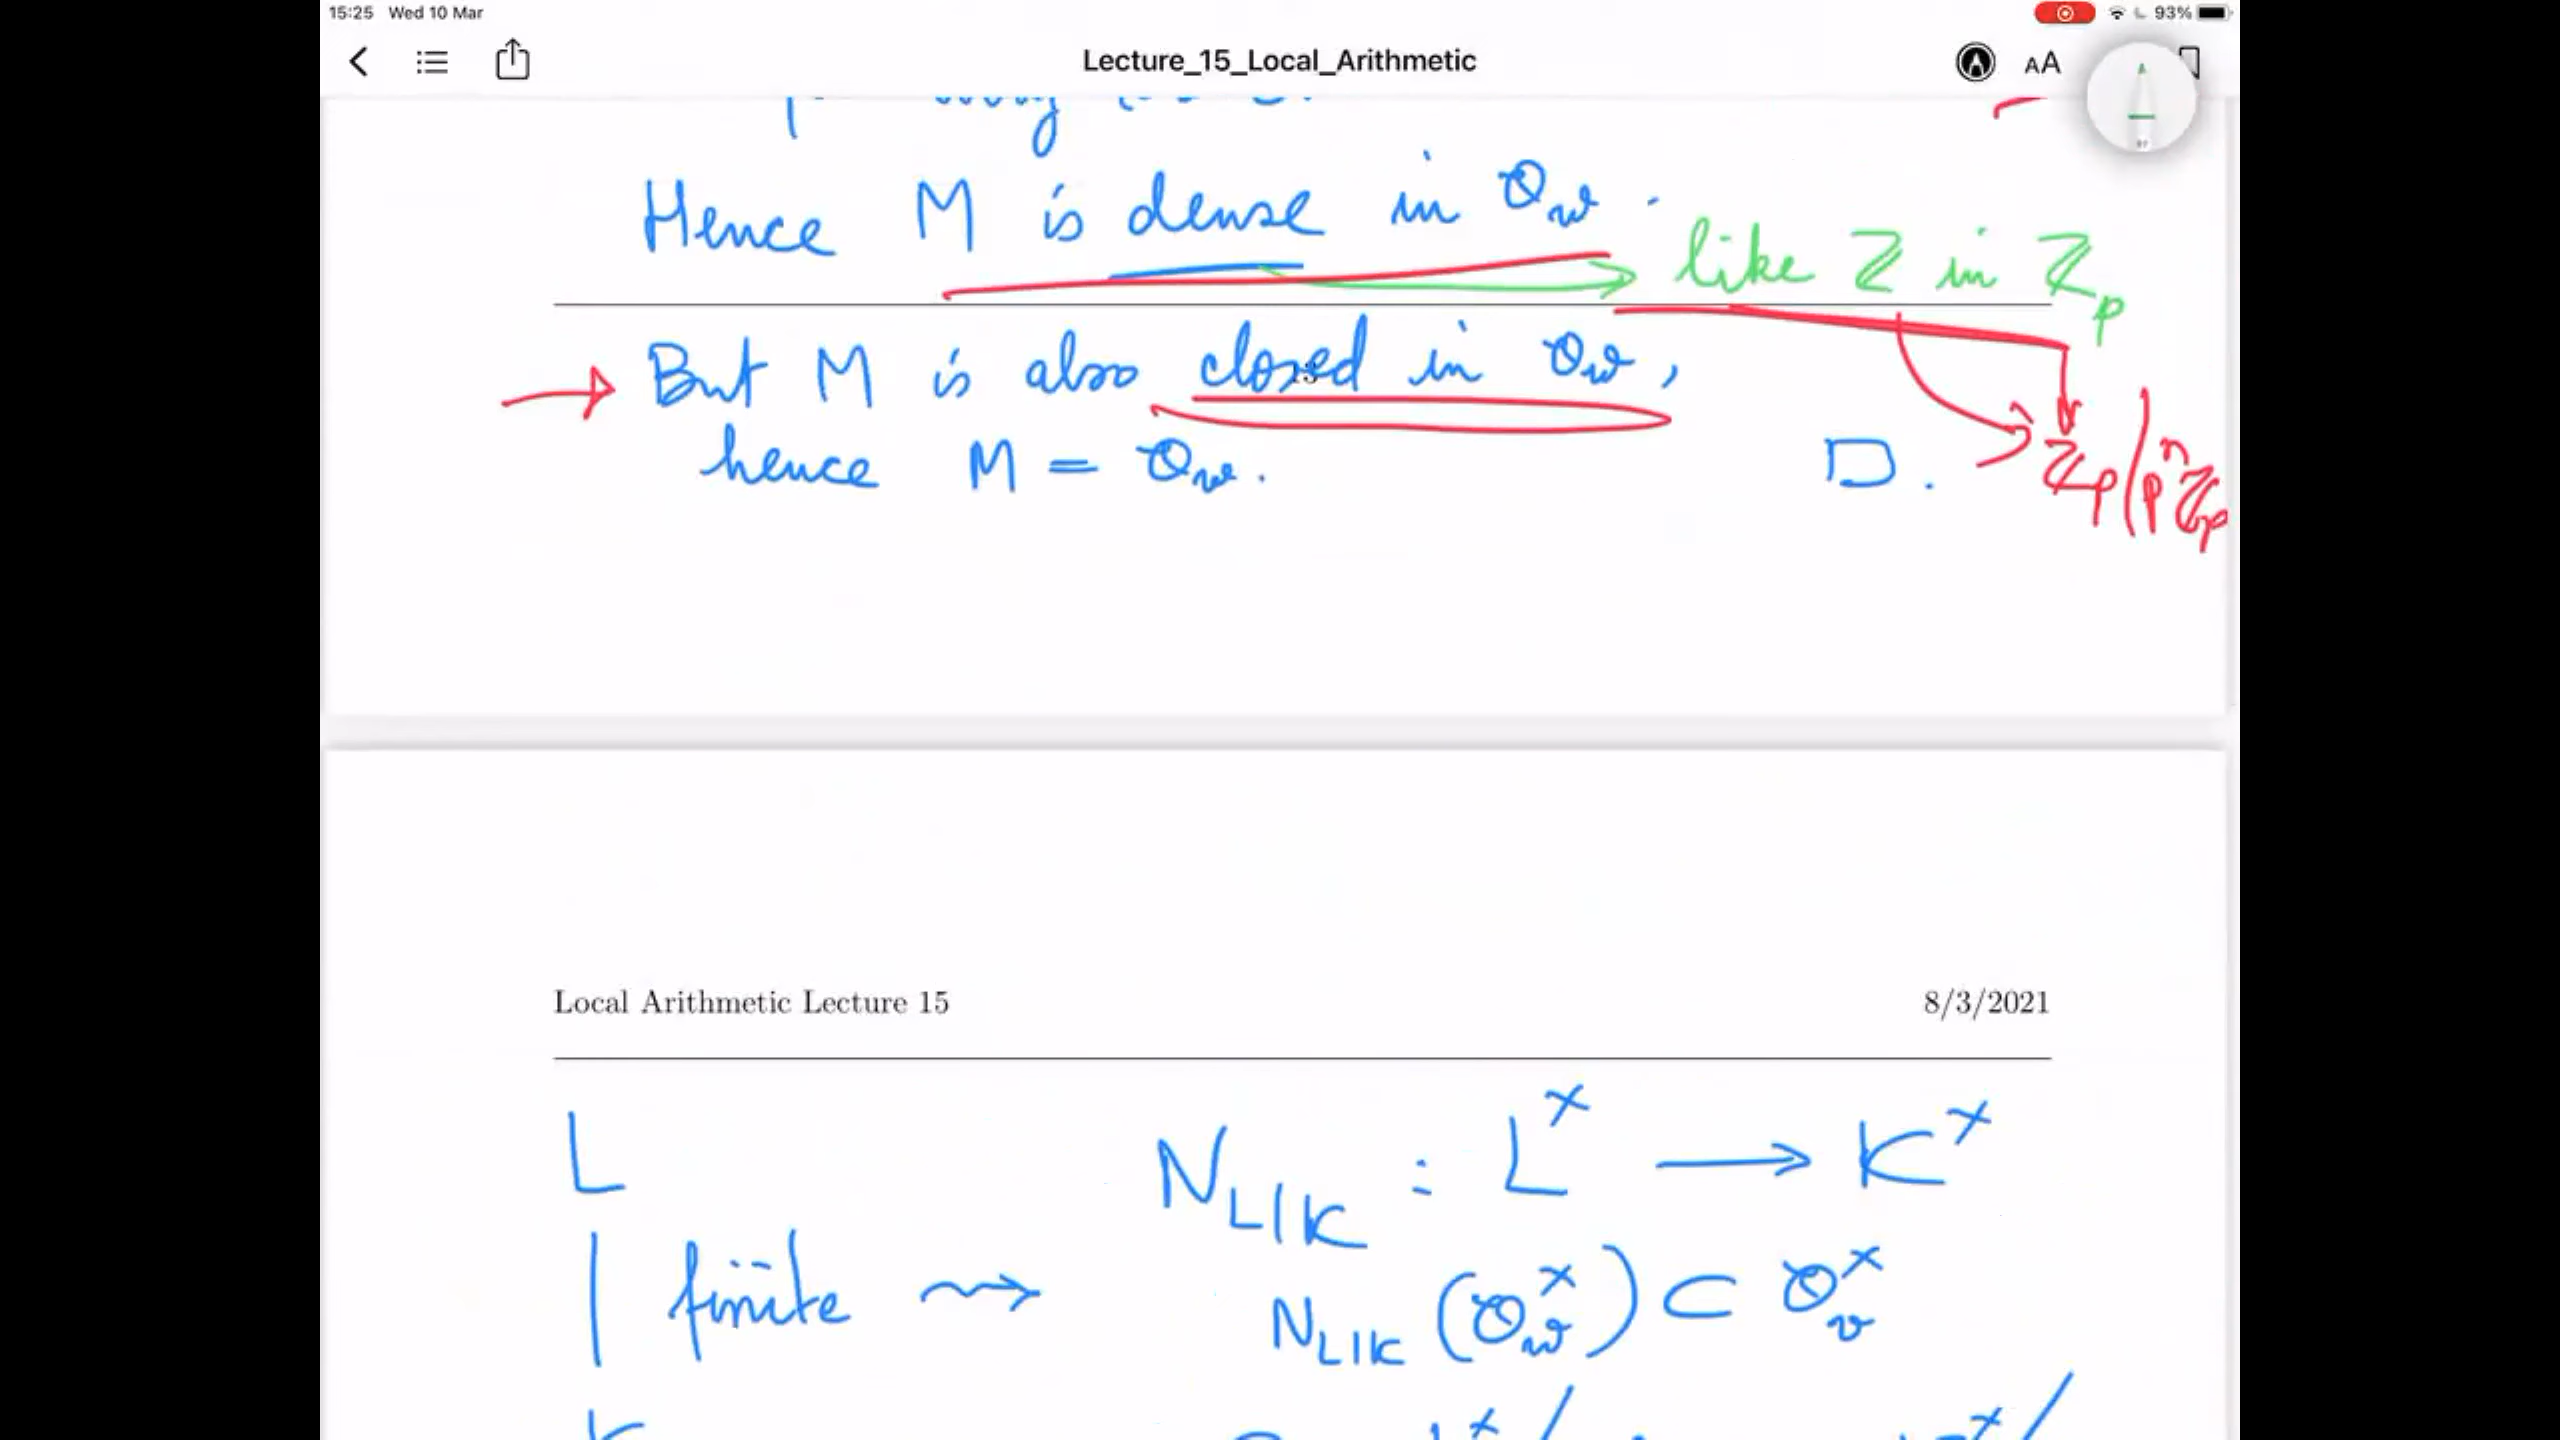 15:25 Wed 10 Mar
93%
Lecture_15_Local_Arithmetic
AA
Hence M is dense in 𝒪_w .
like ℤ in ℤ_p
But M is also closed in 𝒪_w ,
hence M = 𝒪_w . □ .
ℤ_p / p^n ℤ_p
Local Arithmetic Lecture 15 8/3/2021
L N_{L|K} : L^× → K^×
| finite ⇝ N_{L|K} (𝒪_w^×) ⊂ 𝒪_v^×